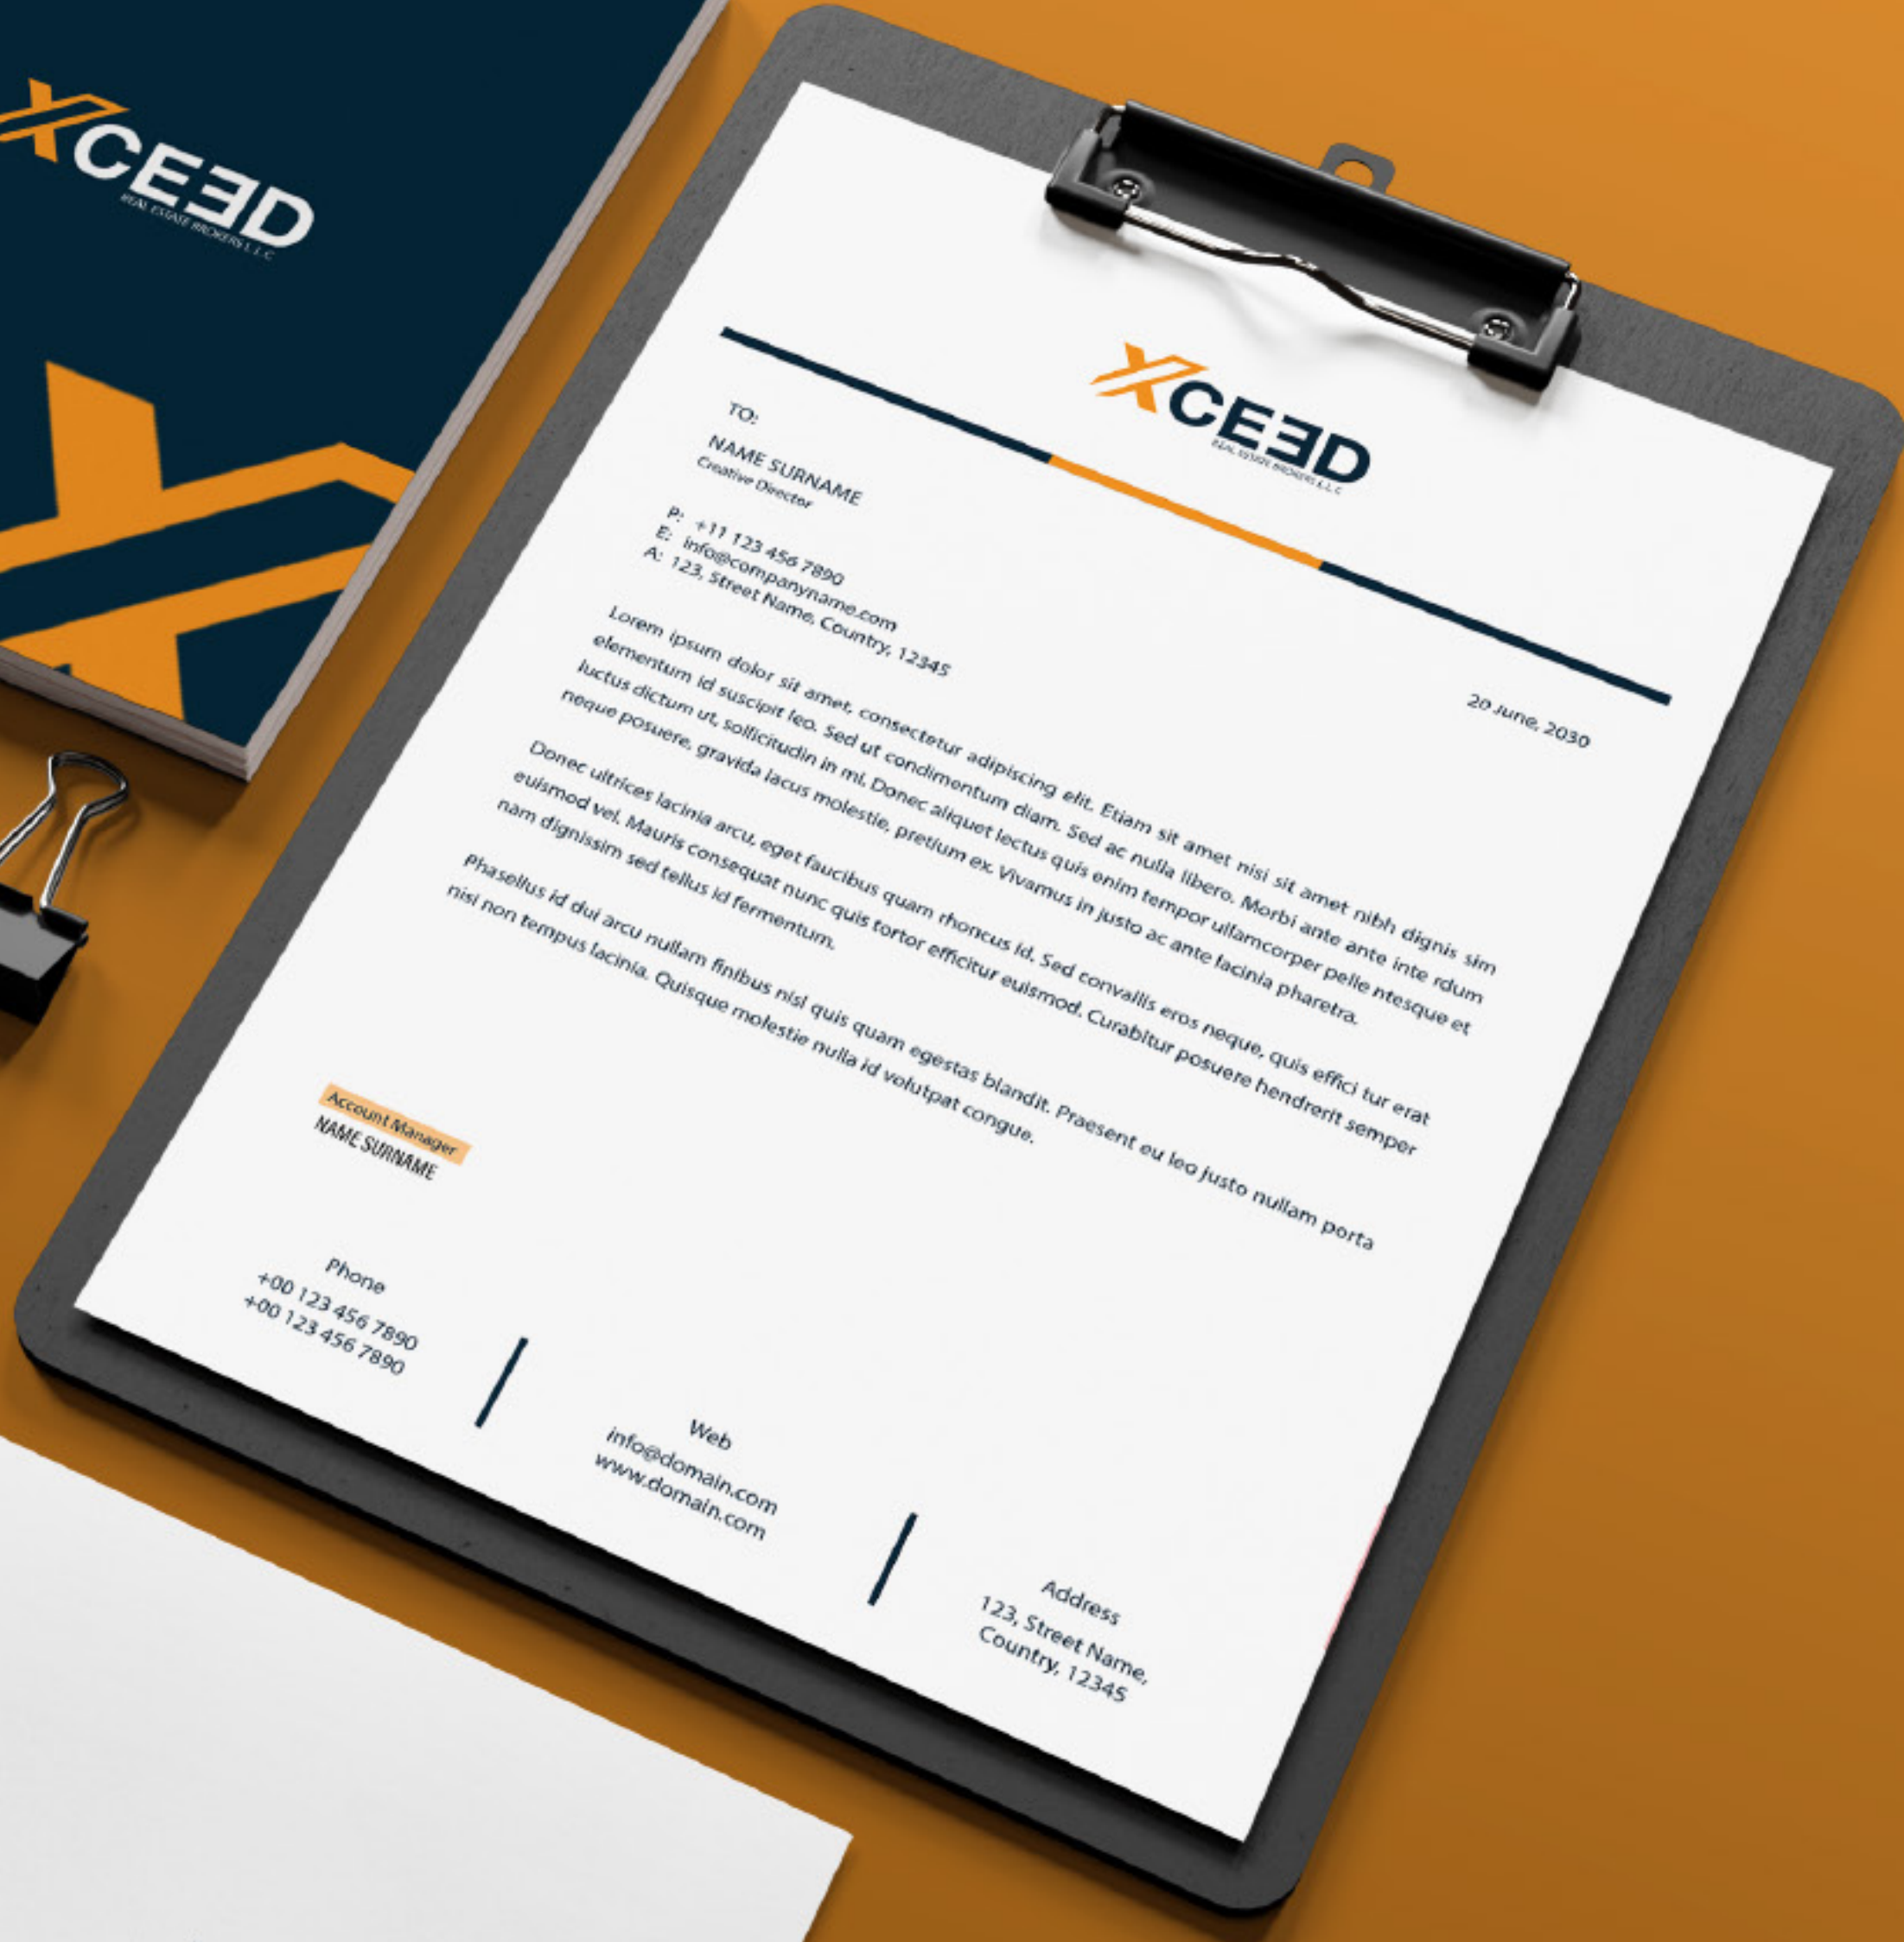 XCEED
REAL ESTATE BROKERS L.L.C
XCEED
REAL ESTATE BROKERS L.L.C
TO:
NAME SURNAME
Creative Director
P: +11 123 456 7890
E: info@companyname.com
A: 123, Street Name, Country, 12345
20 June, 2030
Lorem ipsum dolor sit amet, consectetur adipiscing elit. Etiam sit amet nisi sit amet nibh dignis sim
elementum id suscipit leo. Sed ut condimentum diam. Sed ac nulla libero. Morbi ante ante inte rdum
luctus dictum ut, sollicitudin in mi. Donec aliquet lectus quis enim tempor ullamcorper pelle ntesque et
neque posuere, gravida lacus molestie, pretium ex. Vivamus in justo ac ante lacinia pharetra.
Donec ultrices lacinia arcu, eget faucibus quam rhoncus id. Sed convallis eros neque, quis effici tur erat
euismod vel. Mauris consequat nunc quis tortor efficitur euismod. Curabitur posuere hendrerit semper
nam dignissim sed tellus id fermentum.
Phasellus id dui arcu nullam finibus nisl quis quam egestas blandit. Praesent eu leo justo nullam porta
nisi non tempus lacinia. Quisque molestie nulla id volutpat congue.
Account Manager
NAME SURNAME
Phone
+00 123 456 7890
+00 123 456 7890
Web
info@domain.com
www.domain.com
Address
123, Street Name,
Country, 12345